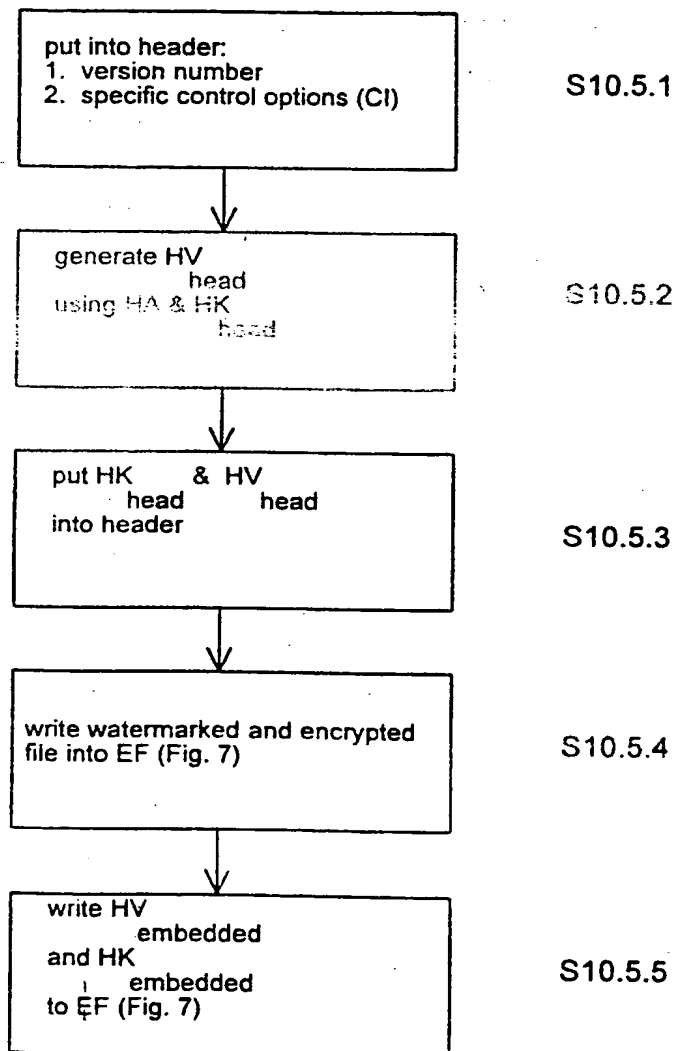 put into header:
1. version number
2. specific control options (CI)
S10.5.1
generate HV
head
using HA & HK
head
S10.5.2
put HK & HV
head head
into header
S10.5.3
write watermarked and encrypted
file into EF (Fig. 7)
S10.5.4
write HV
embedded
and HK
embedded
to EF (Fig. 7)
S10.5.5